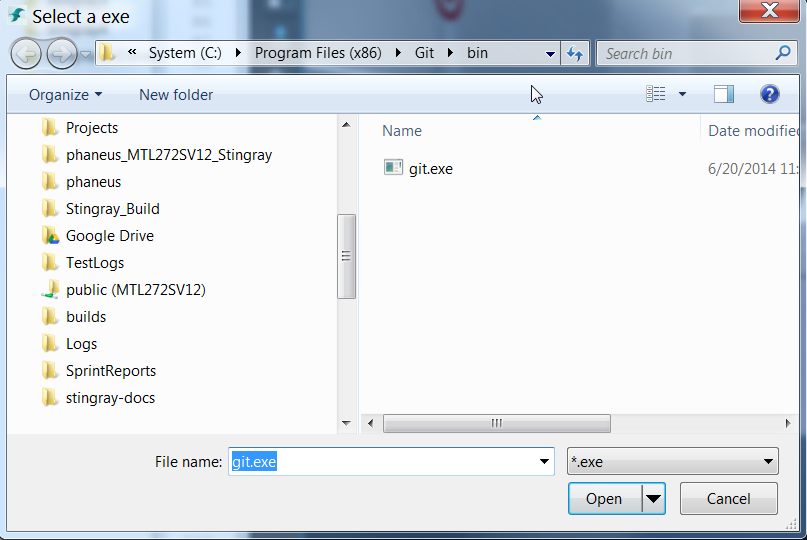 Select a exe
« System (C:) Program Files (x86) Git bin Search bin
Organize New folder ?
Name Date modified
git.exe 6/20/2014 11:
Projects
phaneus_MTL272SV12_Stingray
phaneus
Stingray_Build
Google Drive
TestLogs
public (MTL272SV12)
builds
Logs
SprintReports
stingray-docs
File name: git.exe *.exe
Open Cancel